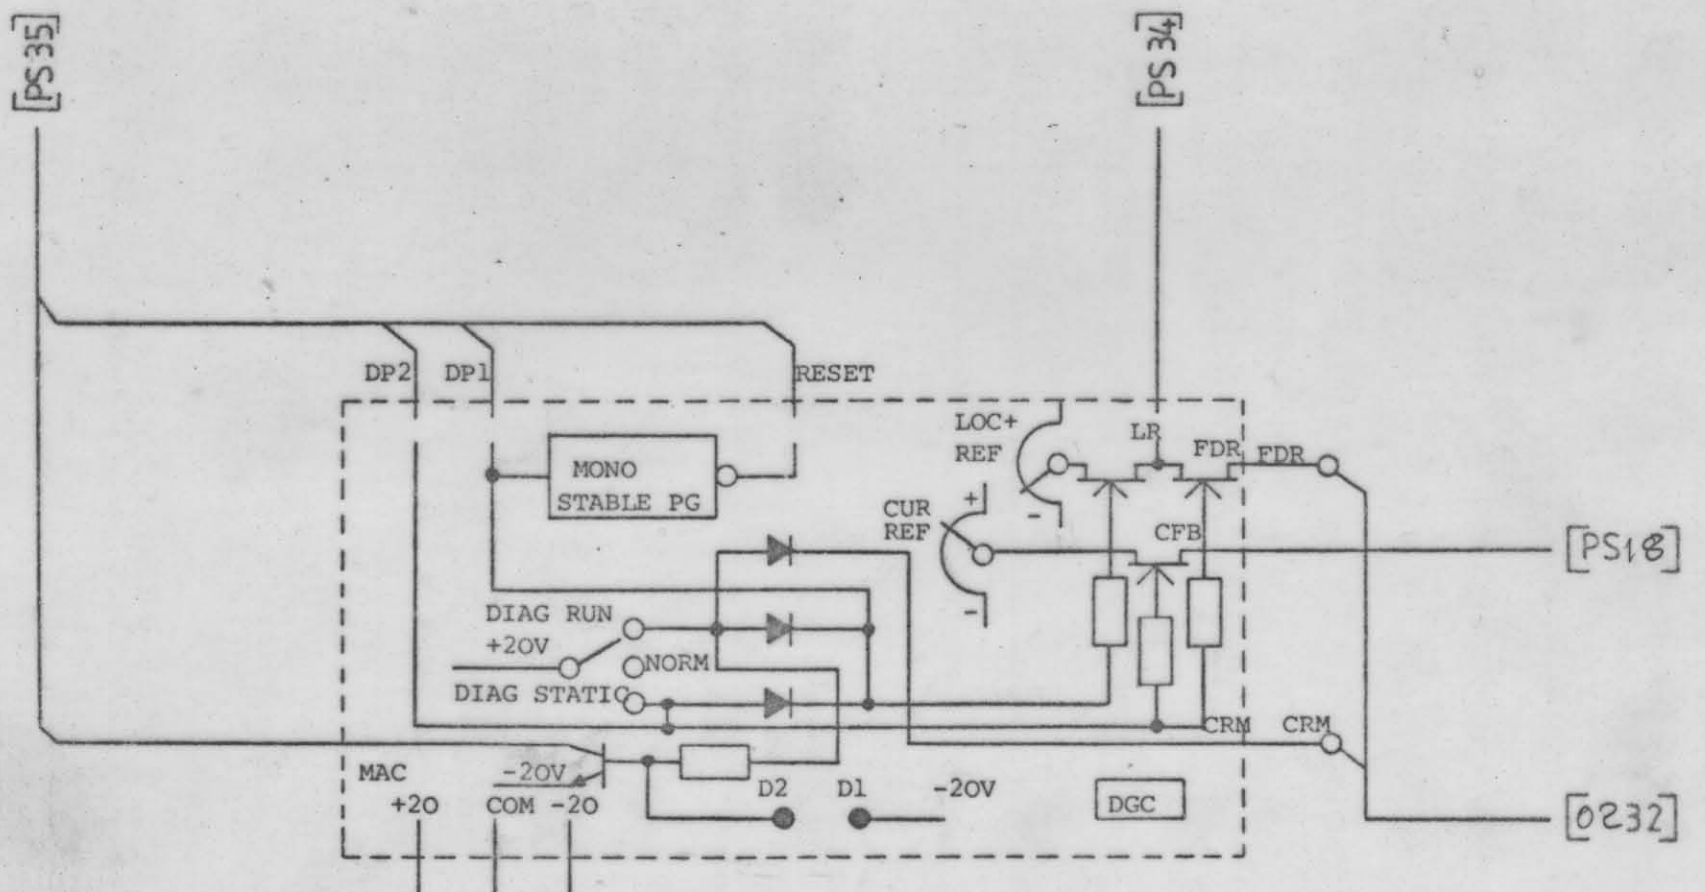 [PS35]
[PS34]
DP2 DP1
RESET
LOC+
REF
LR
FDR
FDR
MONO
STABLE PG
+
CUR
REF
-
CFB
[PS18]
-
DIAG RUN
+20V
NORM
DIAG STATIC
CRM
CRM
MAC
-20V
D2
D1
-20V
+20
COM
-20
DGC
[0232]